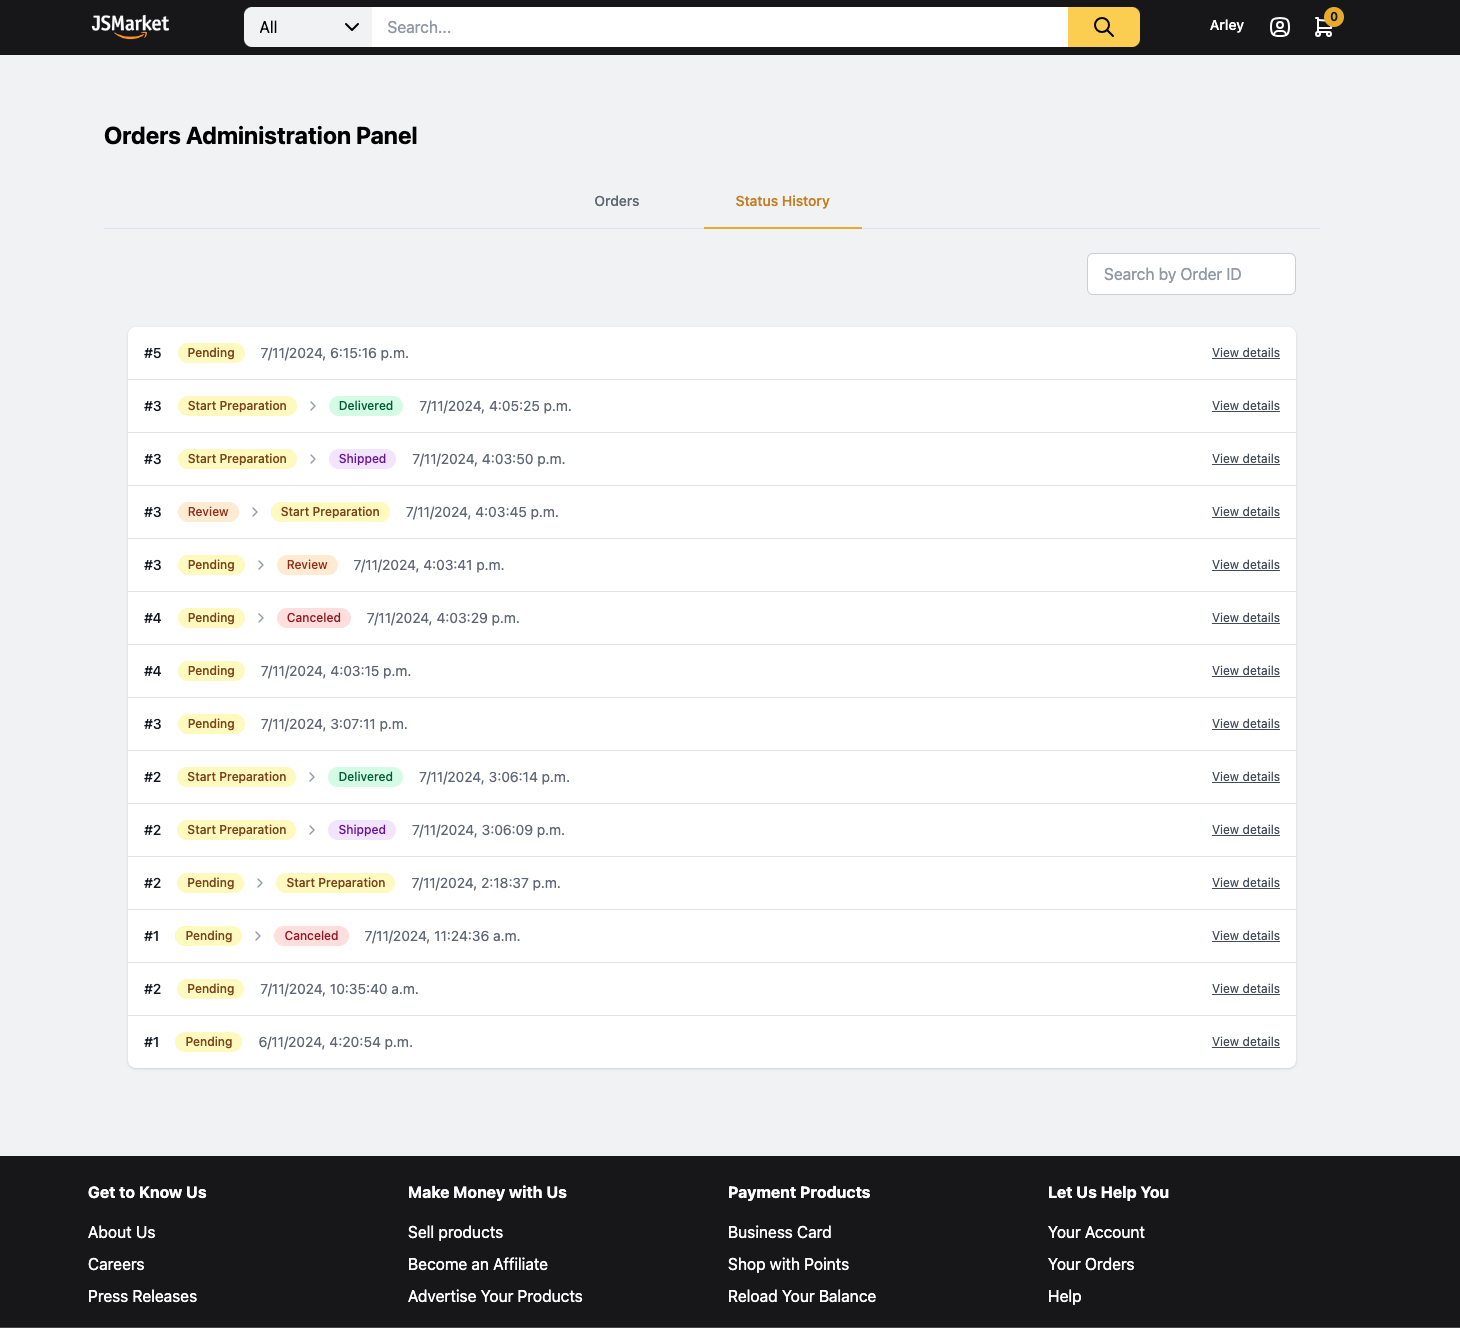 JSMarket
All
Search...
Arley
0
Orders Administration Panel
Orders
Status History
Search by Order ID
#5 Pending 7/11/2024, 6:15:16 p.m. View details
#3 Start Preparation Delivered 7/11/2024, 4:05:25 p.m. View details
#3 Start Preparation Shipped 7/11/2024, 4:03:50 p.m. View details
#3 Review Start Preparation 7/11/2024, 4:03:45 p.m. View details
#3 Pending Review 7/11/2024, 4:03:41 p.m. View details
#4 Pending Canceled 7/11/2024, 4:03:29 p.m. View details
#4 Pending 7/11/2024, 4:03:15 p.m. View details
#3 Pending 7/11/2024, 3:07:11 p.m. View details
#2 Start Preparation Delivered 7/11/2024, 3:06:14 p.m. View details
#2 Start Preparation Shipped 7/11/2024, 3:06:09 p.m. View details
#2 Pending Start Preparation 7/11/2024, 2:18:37 p.m. View details
#1 Pending Canceled 7/11/2024, 11:24:36 a.m. View details
#2 Pending 7/11/2024, 10:35:40 a.m. View details
#1 Pending 6/11/2024, 4:20:54 p.m. View details
Get to Know Us
About Us
Careers
Press Releases
Make Money with Us
Sell products
Become an Affiliate
Advertise Your Products
Payment Products
Business Card
Shop with Points
Reload Your Balance
Let Us Help You
Your Account
Your Orders
Help